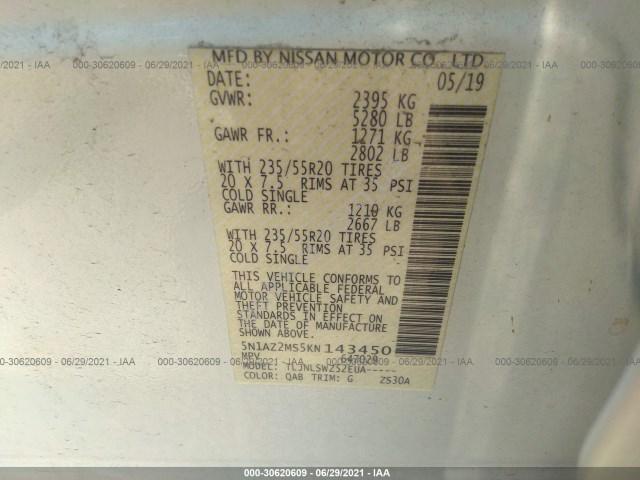 MFD BY NISSAN MOTOR CO., LTD.
000-30620609 - 06/29/2021 - IAA
DATE: 05/19
GVWR: 2395 KG
5280 LB
GAWR FR.: 1271 KG
2802 LB
WITH 235/55R20 TIRES
20 X 7.5 RIMS AT 35 PSI
COLD SINGLE
GAWR RR.: 1210 KG
2667 LB
WITH 235/55R20 TIRES
20 X 7.5 RIMS AT 35 PSI
COLD SINGLE
THIS VEHICLE CONFORMS TO
ALL APPLICABLE FEDERAL
MOTOR VEHICLE SAFETY AND
THEFT PREVENTION
STANDARDS IN EFFECT ON
THE DATE OF MANUFACTURE
SHOWN ABOVE.
5N1AZ2MS5KN143450
MPV 647029
MODEL: TLJNLSWZ52EUA-----
COLOR: QAB TRIM: G ZS30A
000-30620609 - 06/29/2021 - IAA